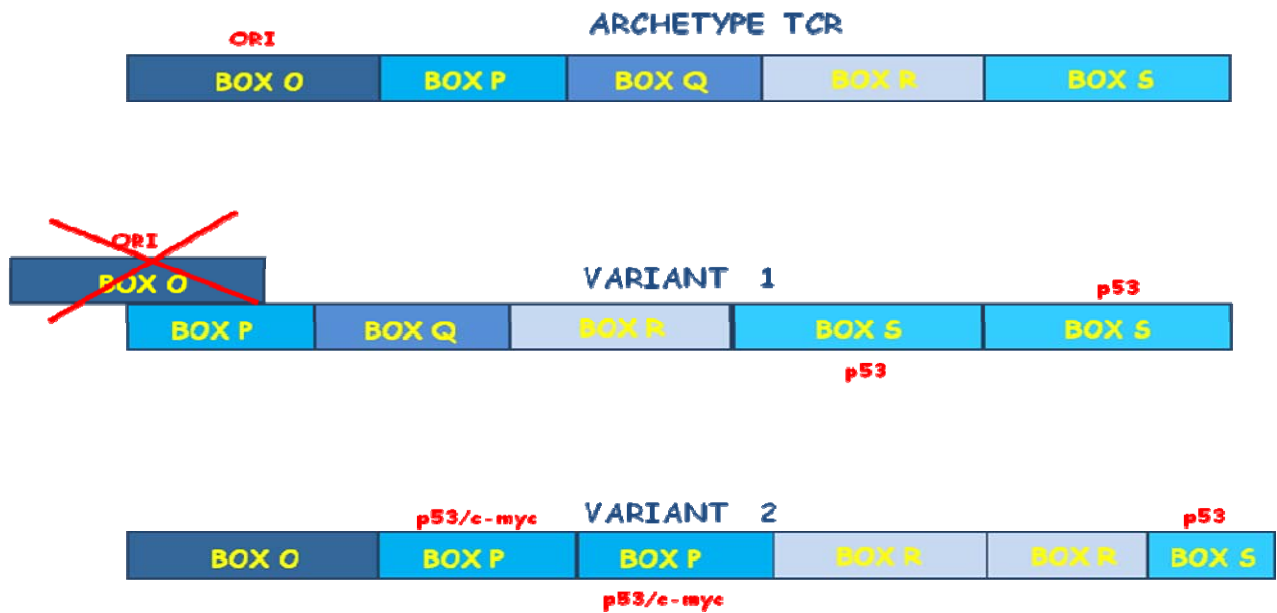 ARCHETYPE TCR
ORI
BOX O BOX P BOX Q BOX R BOX S
ORI
BOX O
VARIANT 1
p53
BOX P BOX Q BOX R BOX S BOX S
p53
p53/c-myc VARIANT 2 p53
BOX O BOX P BOX P BOX R BOX R BOX S
p53/c-myc